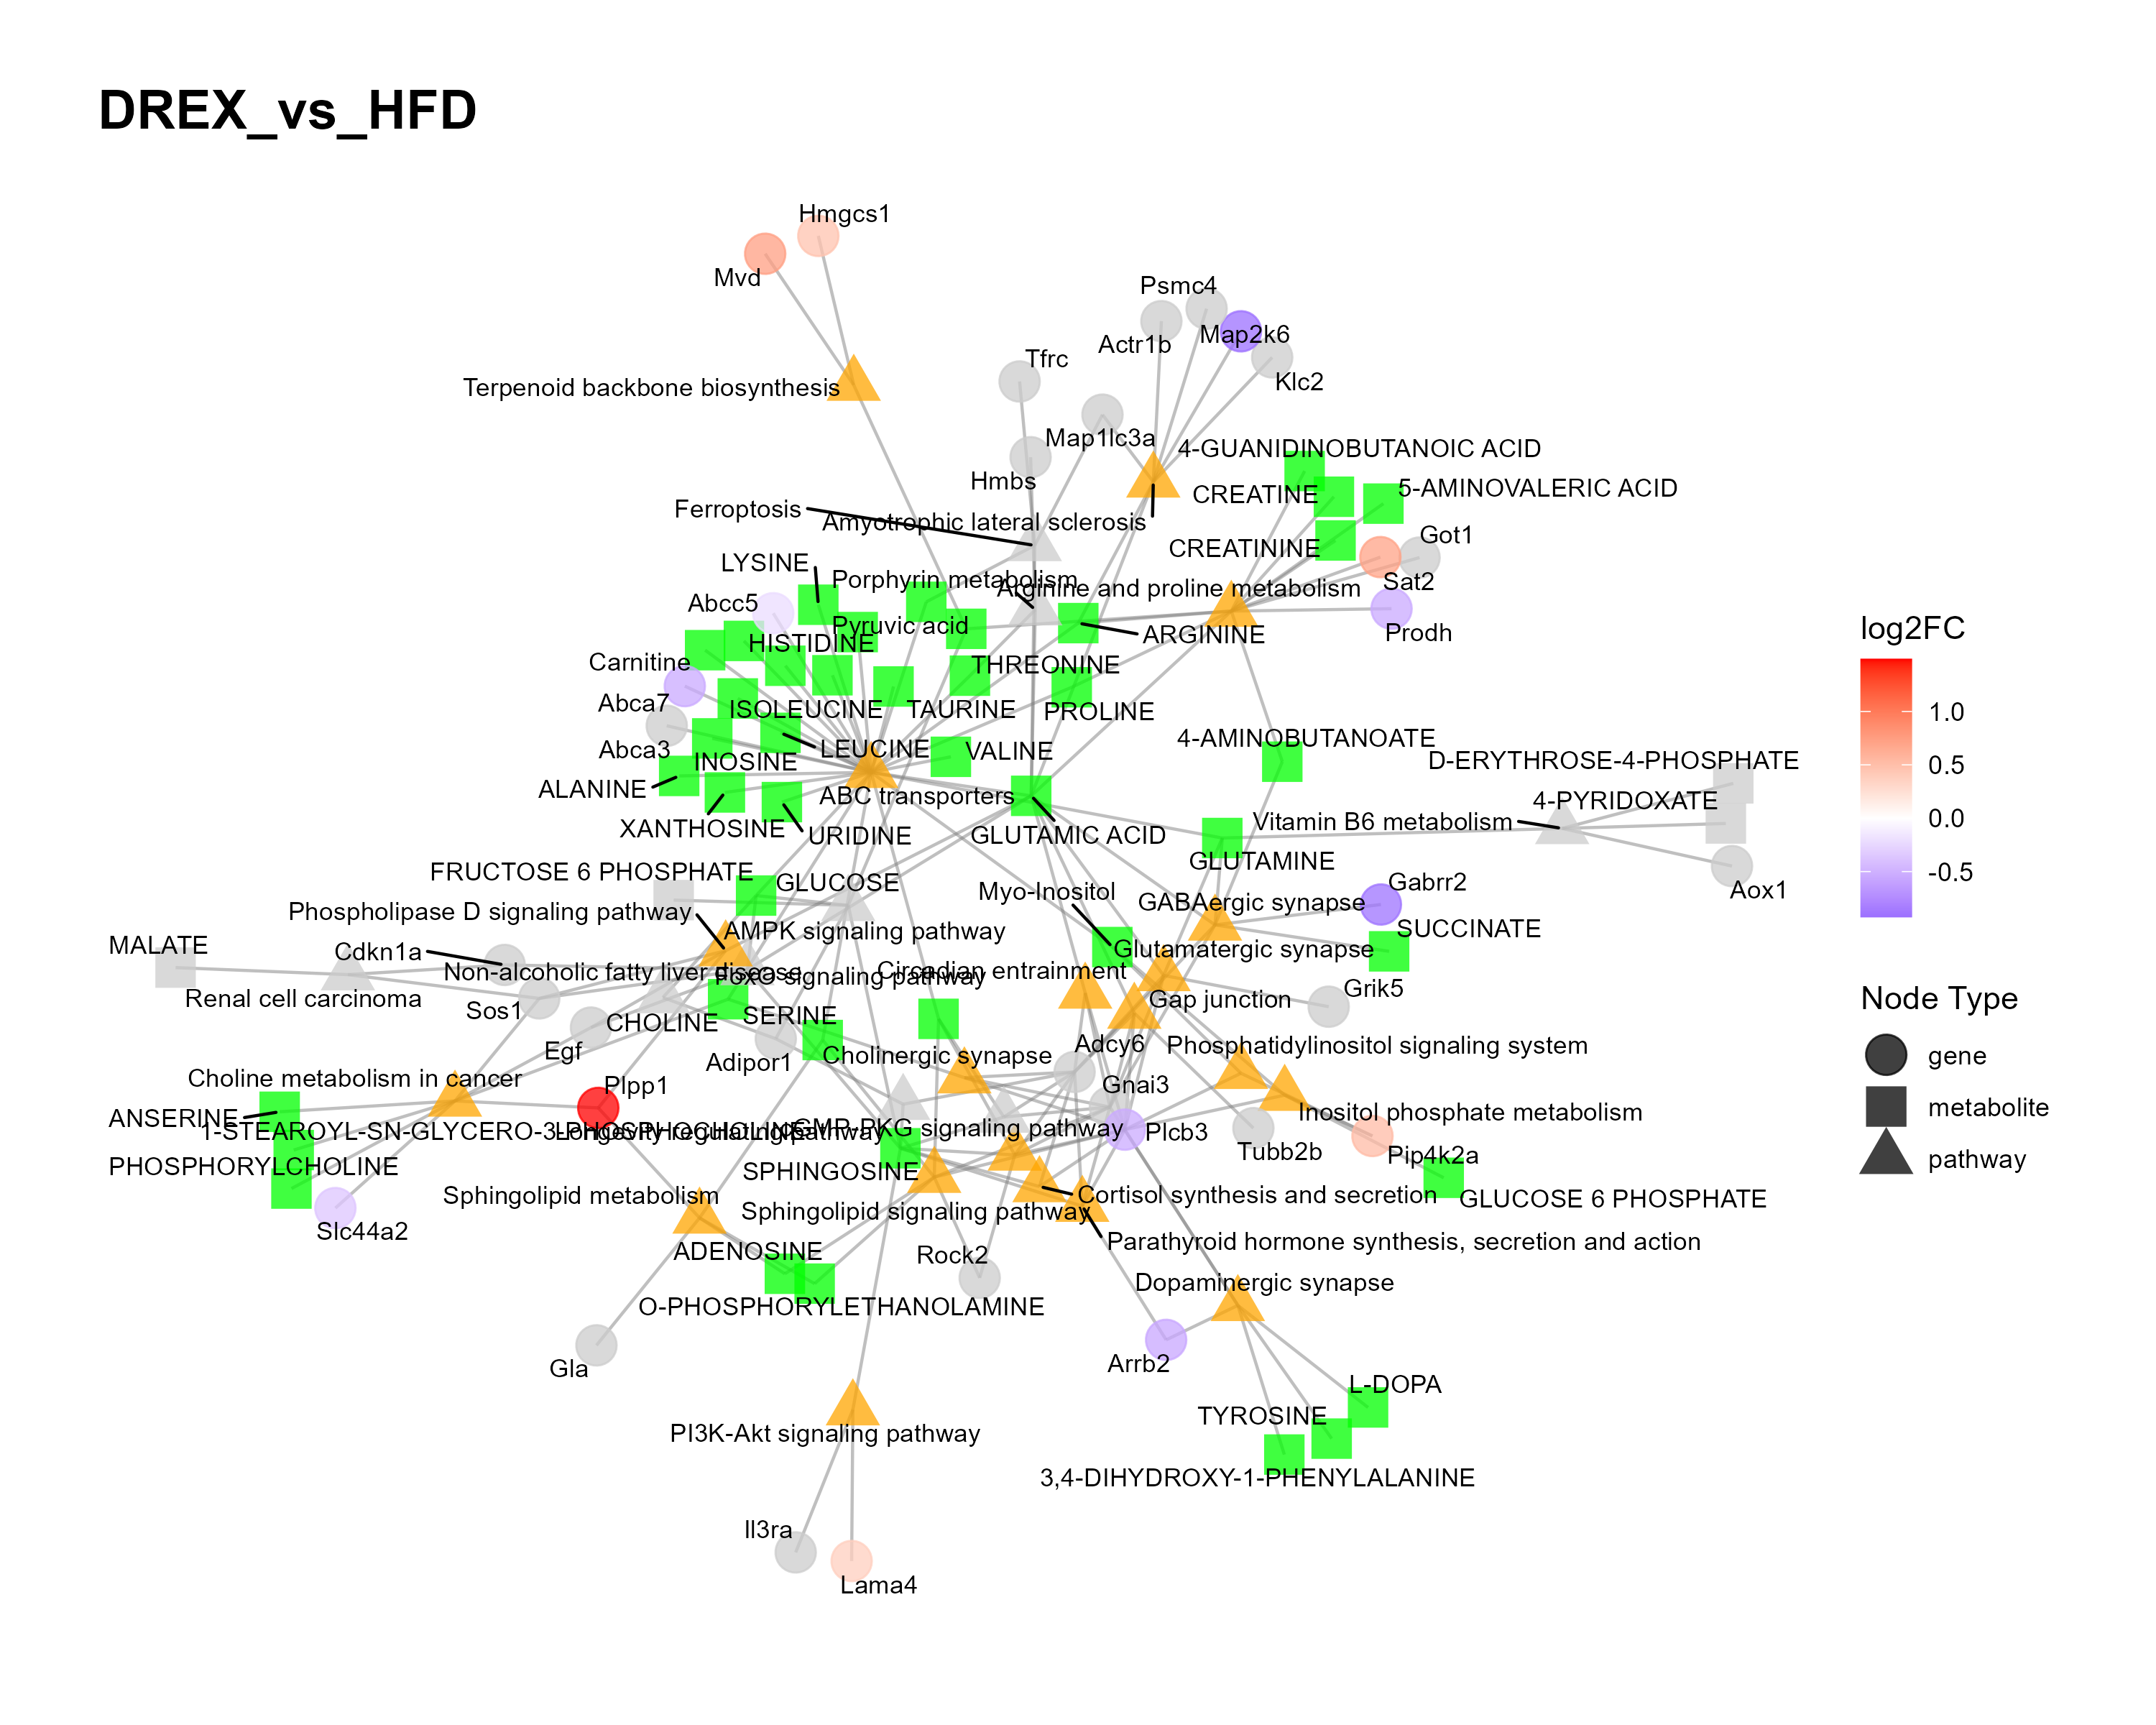 DREX_vs_HFD
Hmgcs1
Mvd
Psmc4
Map2k6
Actr1b
Tfrc
Klc2
Terpenoid backbone biosynthesis
Map1lc3a
4-GUANIDINOBUTANOIC ACID
Hmbs
CREATINE
5-AMINOVALERIC ACID
Ferroptosis
Amyotrophic lateral sclerosis
Got1
CREATININE
LYSINE
Porphyrin metabolism
Arginine and proline metabolism
Sat2
Abcc5
Pyruvic acid
ARGININE
Prodh
HISTIDINE
Carnitine
THREONINE
Abca7
ISOLEUCINE
TAURINE
PROLINE
Abca3
LEUCINE
VALINE
4-AMINOBUTANOATE
INOSINE
D-ERYTHROSE-4-PHOSPHATE
ALANINE
ABC transporters
4-PYRIDOXATE
XANTHOSINE
URIDINE
GLUTAMIC ACID
Vitamin B6 metabolism
GLUTAMINE
FRUCTOSE 6 PHOSPHATE
GLUCOSE
Myo-Inositol
Gabrr2
Aox1
Phospholipase D signaling pathway
GABAergic synapse
AMPK signaling pathway
SUCCINATE
MALATE
Cdkn1a
Glutamatergic synapse
Non-alcoholic fatty liver disease
FoxO signaling pathway
Circadian entrainment
Renal cell carcinoma
Sos1
Gap junction
Grik5
CHOLINE
SERINE
Egf
Adipor1
Cholinergic synapse
Adcy6
Phosphatidylinositol signaling system
Choline metabolism in cancer
Plpp1
Gnai3
ANSERINE
Inositol phosphate metabolism
1-STEAROYL-SN-GLYCERO-3-PHOSPHOCHOLINE
Longevity regulating pathway
cGMP-PKG signaling pathway
Plcb3
Tubb2b
Pip4k2a
PHOSPHORYLCHOLINE
SPHINGOSINE
Sphingolipid metabolism
Cortisol synthesis and secretion
GLUCOSE 6 PHOSPHATE
Slc44a2
Sphingolipid signaling pathway
Parathyroid hormone synthesis, secretion and action
ADENOSINE
Rock2
Dopaminergic synapse
O-PHOSPHORYLETHANOLAMINE
Gla
Arrb2
L-DOPA
TYROSINE
PI3K-Akt signaling pathway
3,4-DIHYDROXY-1-PHENYLALANINE
Il3ra
Lama4
log2FC
1.0
0.5
0.0
-0.5
Node Type
gene
metabolite
pathway